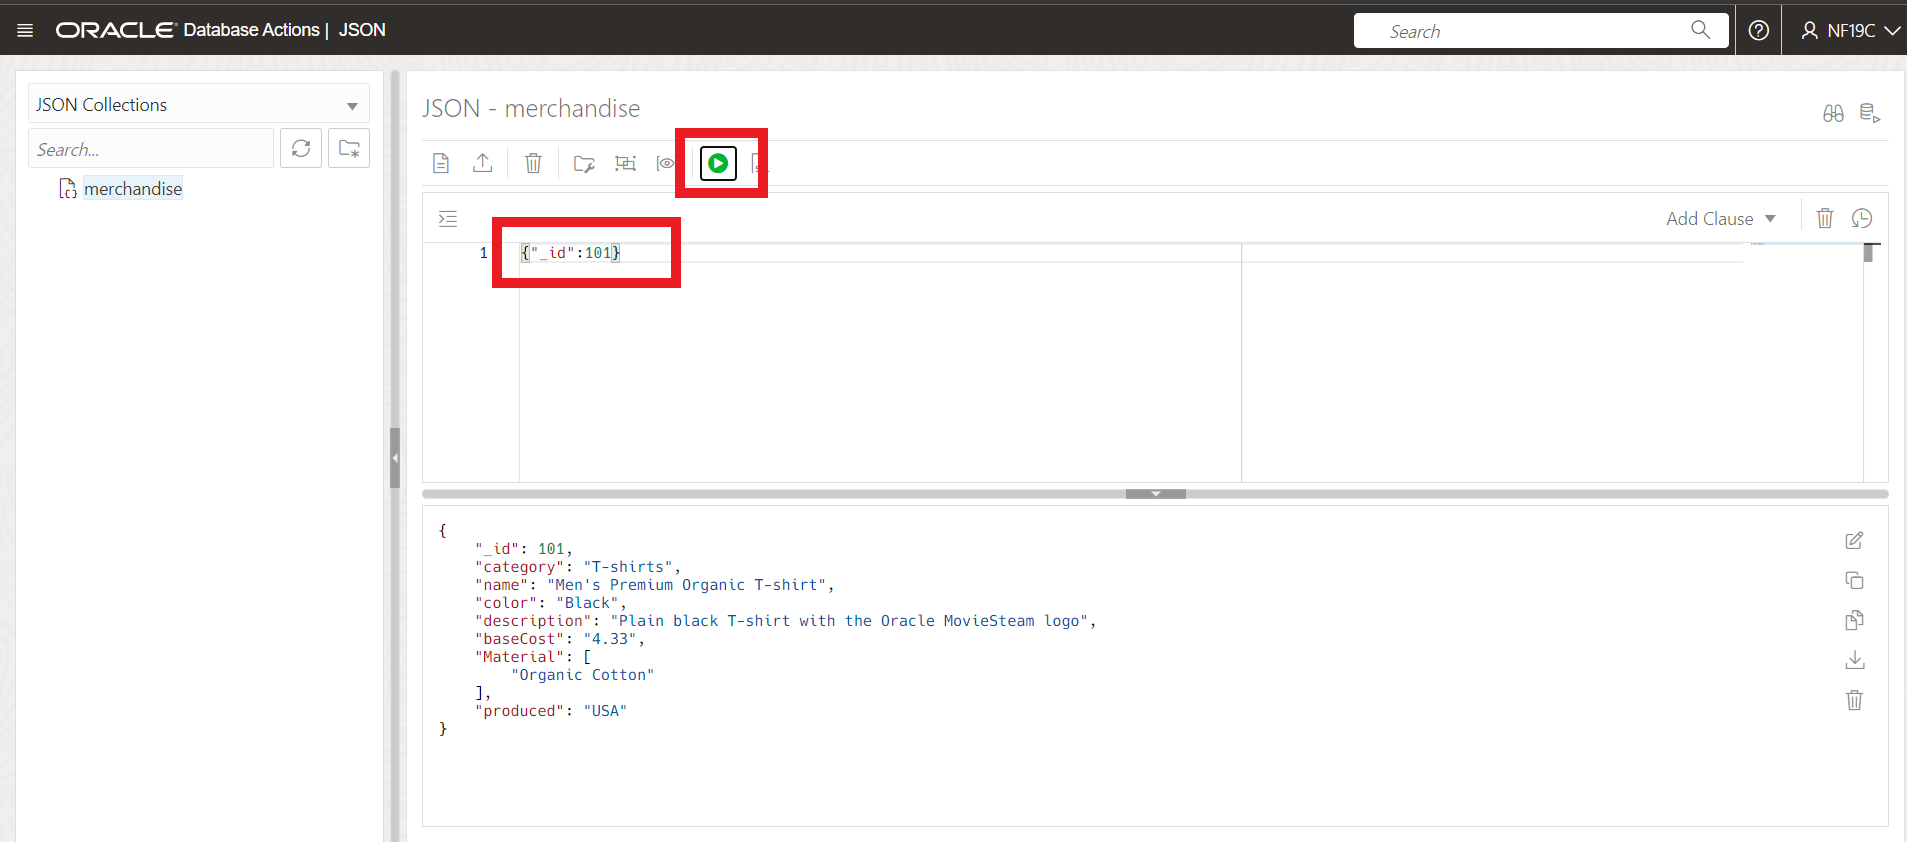 ORACLE Database Actions | JSON
Search
NF19C
JSON Collections
Search...
merchandise
JSON - merchandise
Add Clause
1 {"_id":101}
{
"_id": 101,
"category": "T-shirts",
"name": "Men's Premium Organic T-shirt",
"color": "Black",
"description": "Plain black T-shirt with the Oracle MovieSteam logo",
"baseCost": "4.33",
"Material": [
"Organic Cotton"
],
"produced": "USA"
}